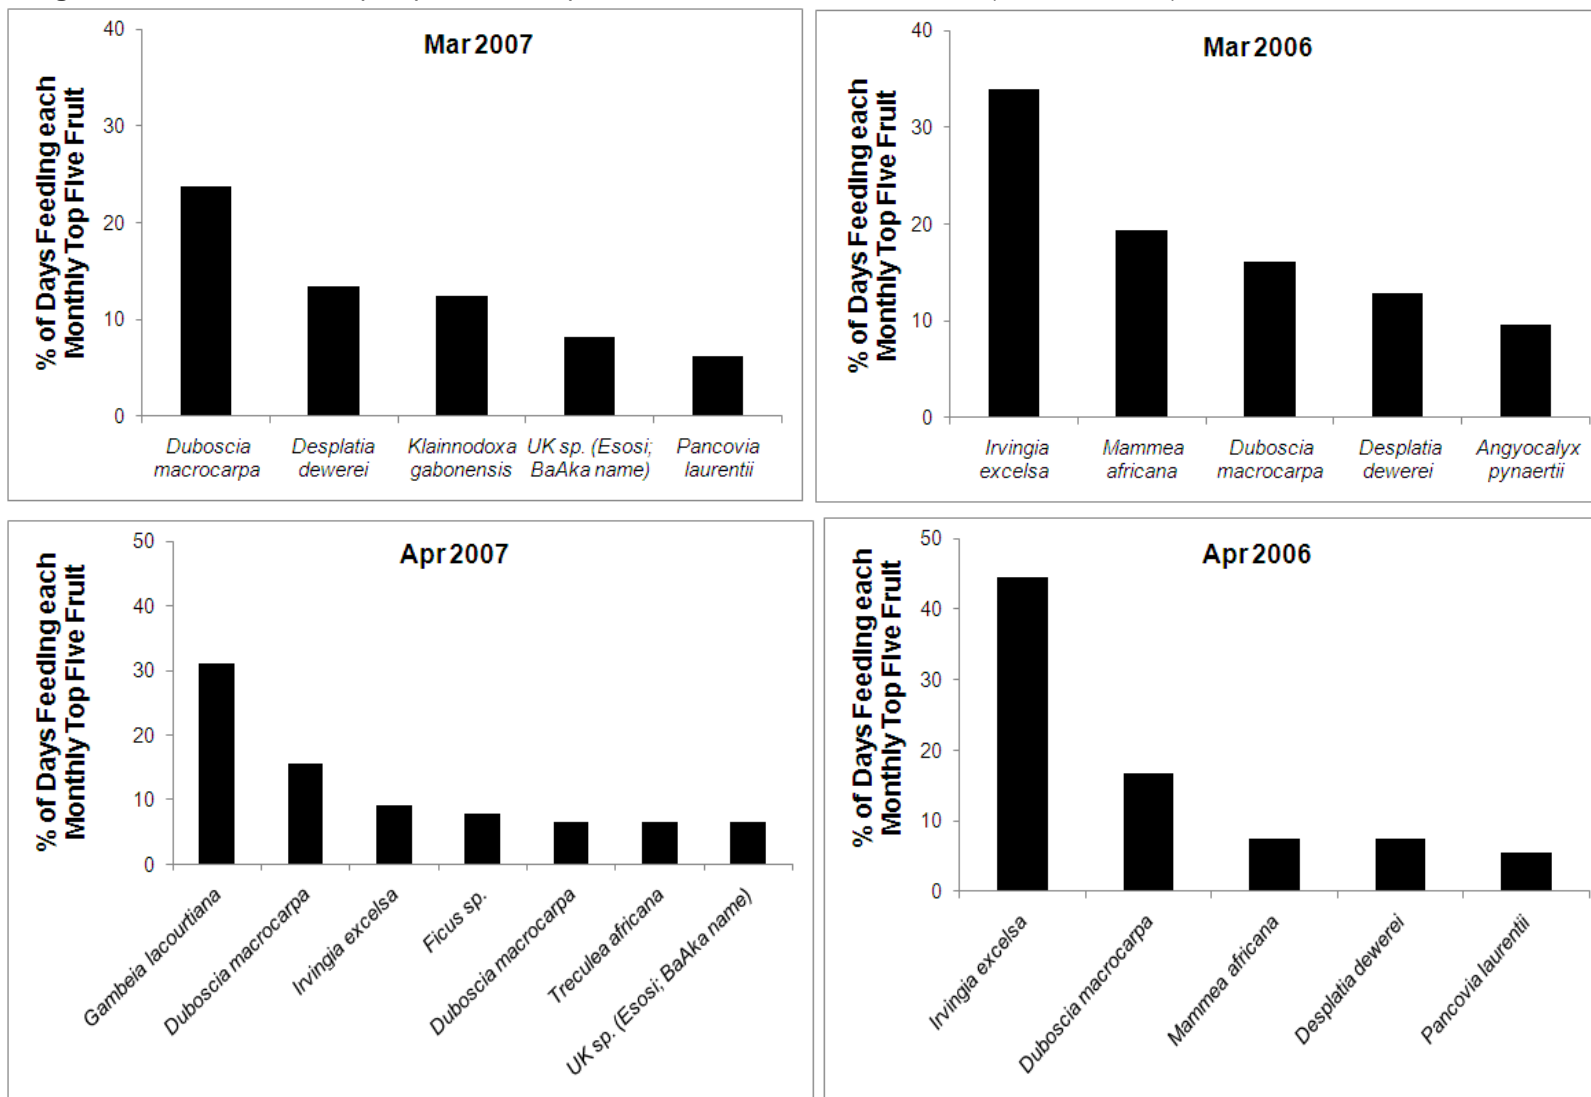 Mar 2007
% of Days Feeding each
Monthly Top Five Fruit
40
30
20
10
0
Duboscia
macrocarpa
Desplatia
dewerei
Klainnodoxa
gabonensis
UK sp. (Esosi;
BaAka name)
Pancovia
laurentii
Mar 2006
% of Days Feeding each
Monthly Top Five Fruit
40
30
20
10
0
Irvingia
excelsa
Mammea
africana
Duboscia
macrocarpa
Desplatia
dewerei
Angyocalyx
pynaertii
Apr 2007
% of Days Feeding each
Monthly Top Five Fruit
50
40
30
20
10
0
Gambeia lacourtiana
Duboscia macrocarpa
Irvingia excelsa
Ficus sp.
Duboscia macrocarpa
Treculea africana
UK sp. (Esosi; BaAka name)
Apr 2006
% of Days Feeding each
Monthly Top Five Fruit
50
40
30
20
10
0
Irvingia excelsa
Duboscia macrocarpa
Mammea africana
Desplatia dewerei
Pancovia laurentii